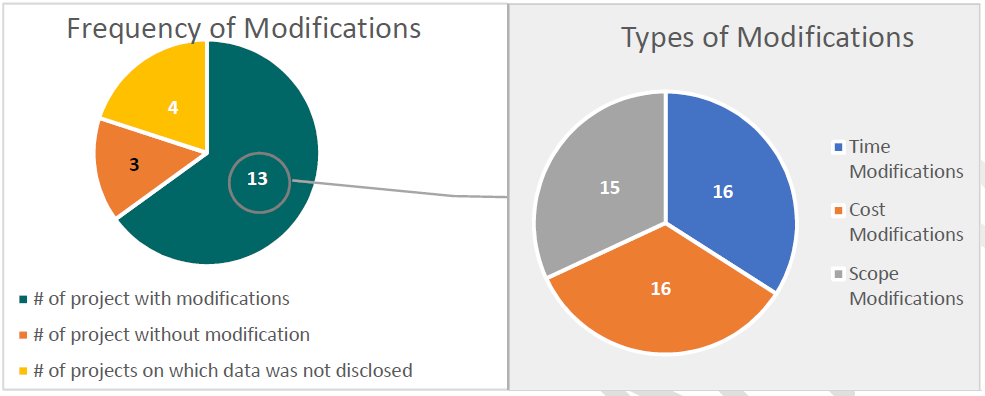 Frequency of Modifications
4
3
13
# of project with modifications
# of project without modification
# of projects on which data was not disclosed
Types of Modifications
15
16
16
Time
Modifications
Cost
Modifications
Scope
Modifications